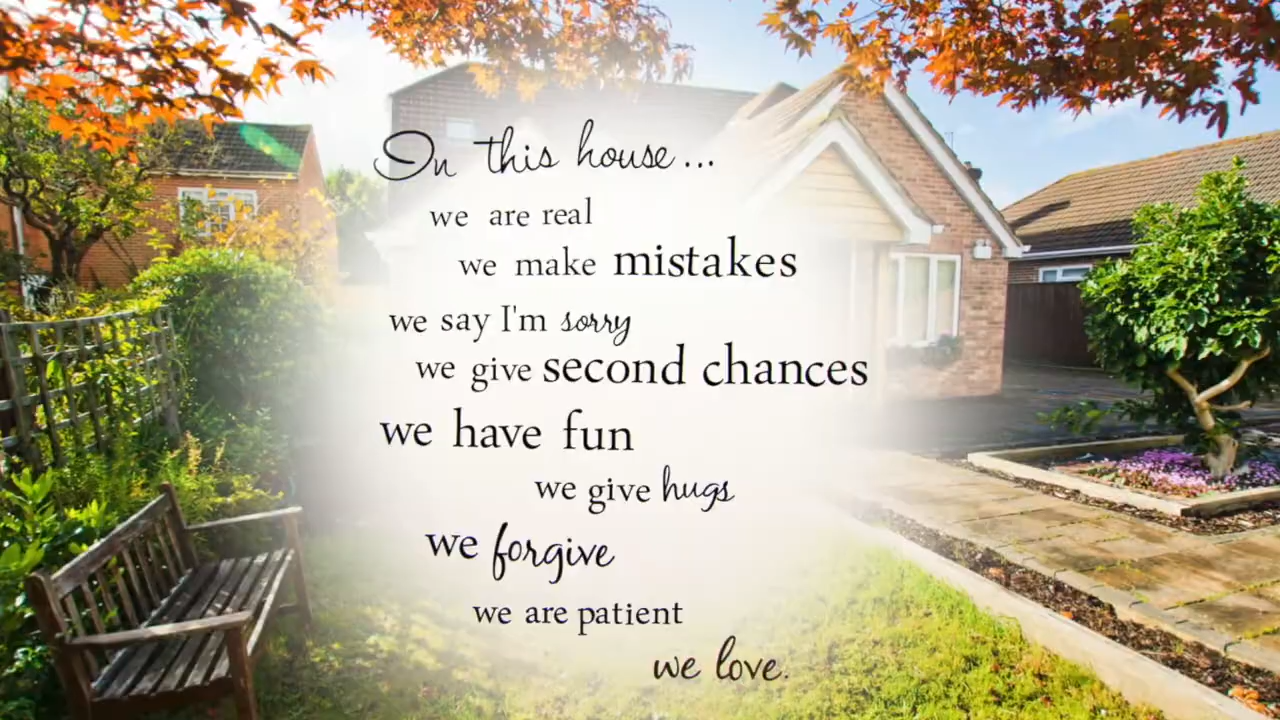 In this house...
we are real
we make mistakes
we say I'm sorry
we give second chances
we have fun
we give hugs
we forgive
we are patient
we love.